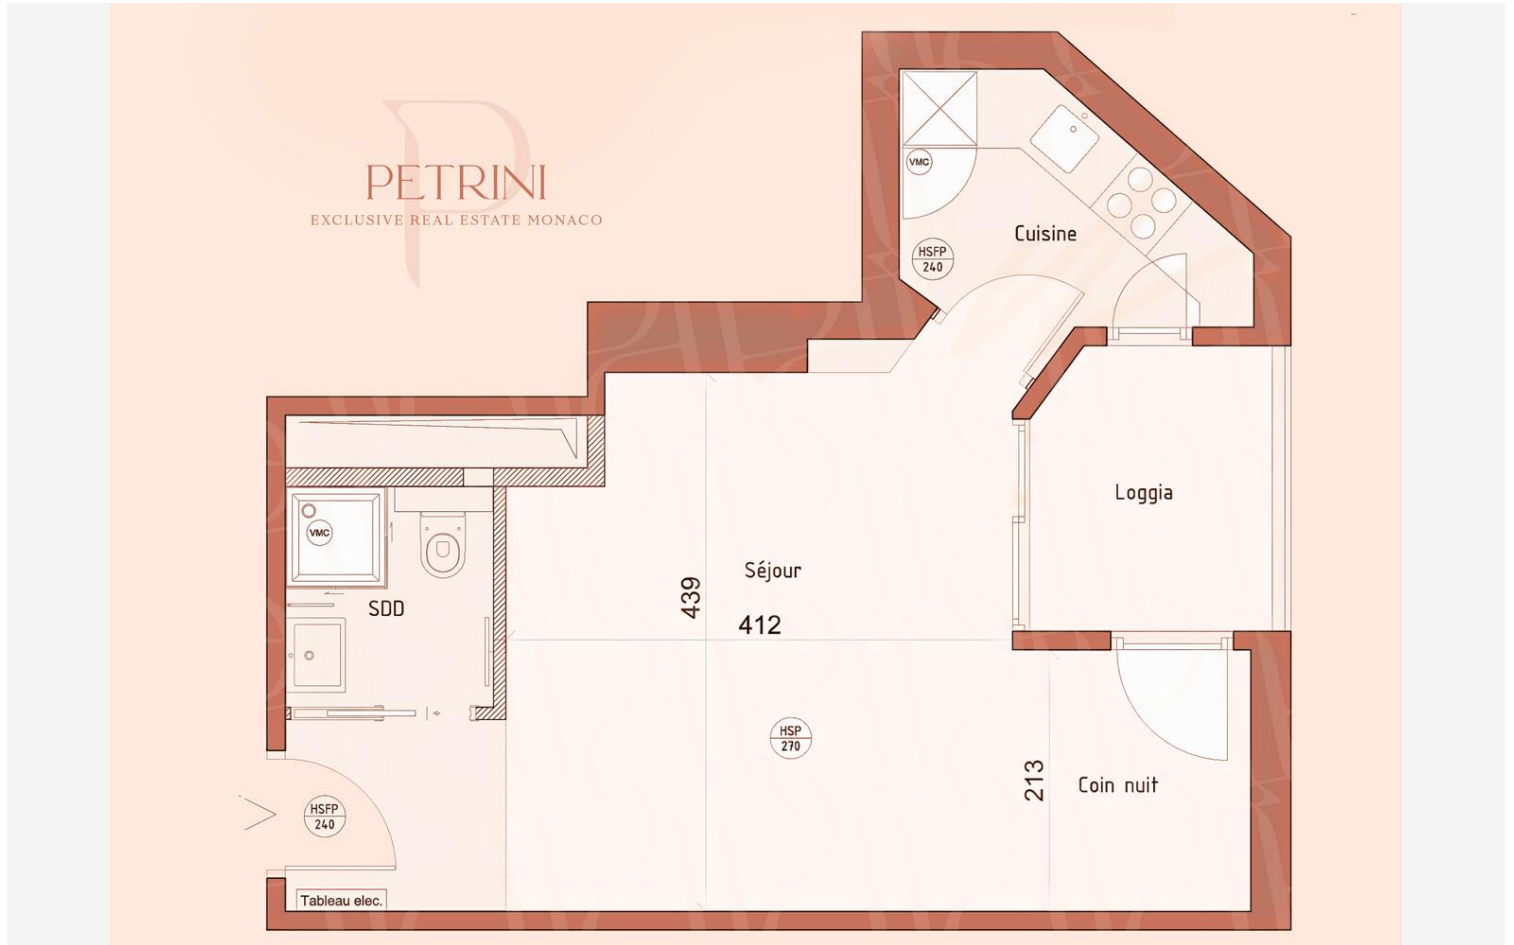 PETRINI
EXCLUSIVE REAL ESTATE MONACO
VMC
Cuisine
HSFP
240
Loggia
VMC
Séjour
SDD
439
412
HSP
270
213
Coin nuit
HSFP
240
Tableau elec.